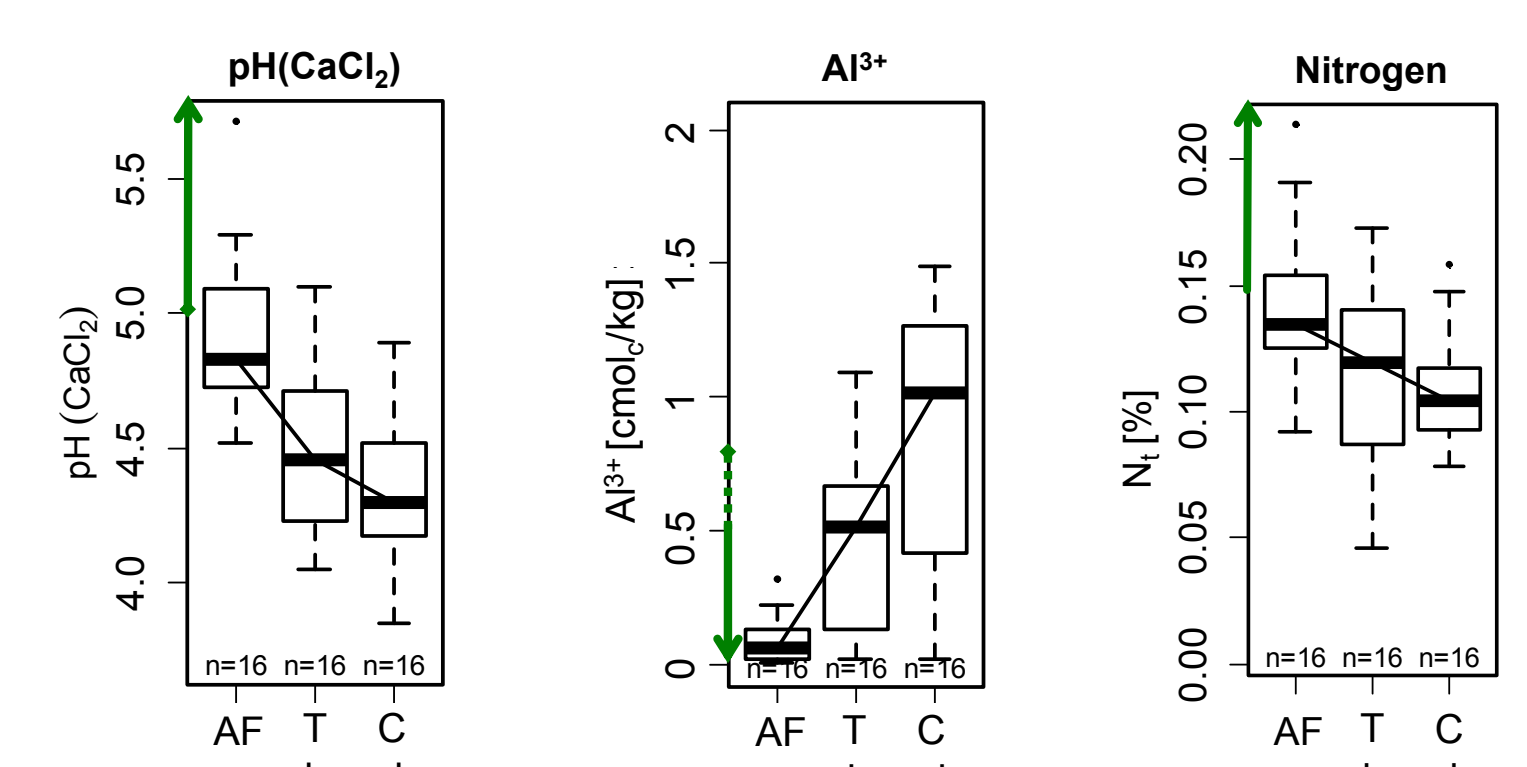 pH(CaCl₂)
pH (CaCl₂)
5.5
5.0
4.5
4.0
n=16 n=16 n=16
AF T C
Al³⁺
Al³⁺ [cmol_c/kg]
2
1.5
1
0.5
0
n=16 n=16 n=16
AF T C
Nitrogen
Nₜ [%]
0.20
0.15
0.10
0.05
0.00
n=16 n=16 n=16
AF T C